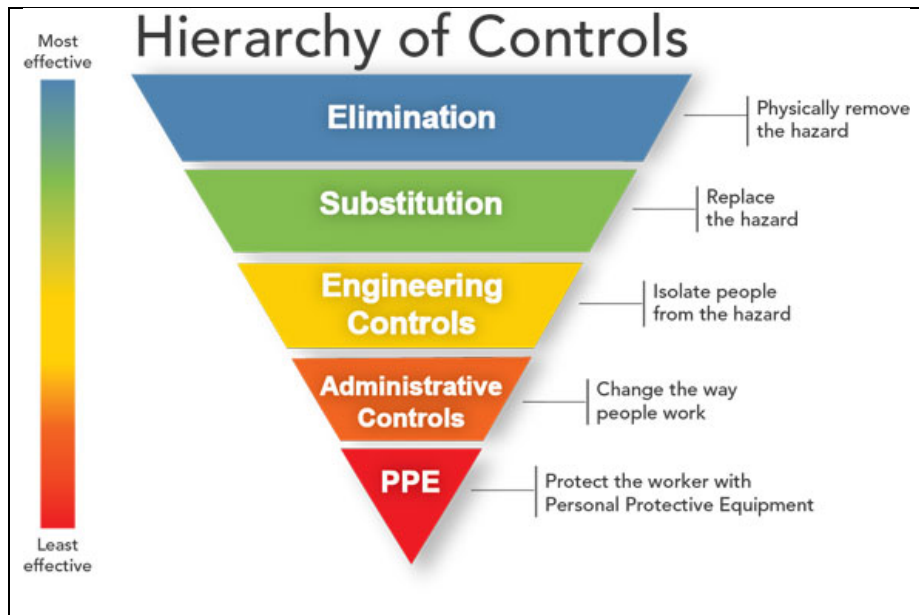 Hierarchy of Controls
Most
effective
Elimination
Physically remove
the hazard
Substitution
Replace
the hazard
Engineering
Controls
Isolate people
from the hazard
Administrative
Controls
Change the way
people work
PPE
Protect the worker with
Personal Protective Equipment
Least
effective